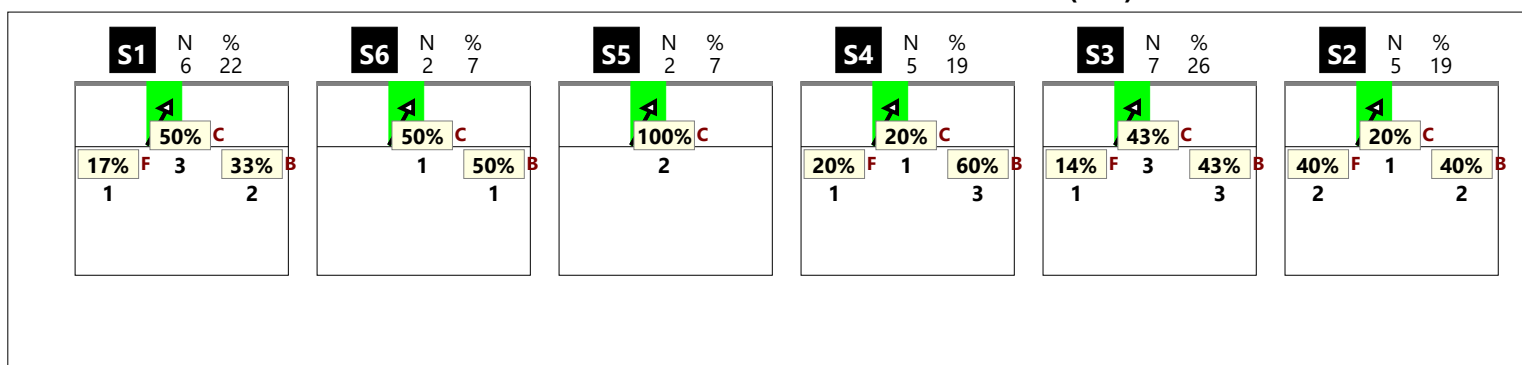 S1 N % S6 N % S5 N % S4 N % S3 N % S2 N %
6 22 2 7 2 7 5 19 7 26 5 19
50% C 50% C 100% C 20% C 43% C 20% C
17% F 3 33% B 1 50% B 2 20% F 1 60% B 14% F 3 43% B 40% F 1 40% B
1 2 1 1 3 1 3 2 2